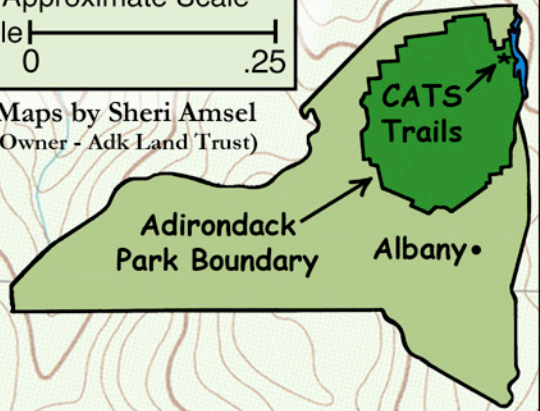 Approximate Scale
le
0 .25
Maps by Sheri Amsel
(Owner - Adk Land Trust)
CATS
Trails
Adirondack
Park Boundary
Albany